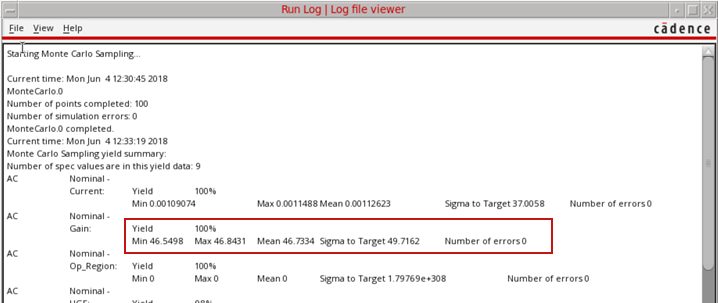 Run Log | Log file viewer
File View Help
cādence
Starting Monte Carlo Sampling...
Current time: Mon Jun 4 12:30:45 2018
MonteCarlo.0
Number of points completed: 100
Number of simulation errors: 0
MonteCarlo.0 completed.
Current time: Mon Jun 4 12:33:19 2018
Monte Carlo Sampling yield summary:
Number of spec values are in this yield data: 9
AC Nominal -
Current: Yield 100%
Min 0.00109074 Max 0.0011488 Mean 0.00112623 Sigma to Target 37.0058 Number of errors 0
AC Nominal -
Gain: Yield 100%
Min 46.5498 Max 46.8431 Mean 46.7334 Sigma to Target 49.7162 Number of errors 0
AC Nominal -
Op_Region: Yield 100%
Min 0 Max 0 Mean 0 Sigma to Target 1.79769e+308 Number of errors 0
AC Nominal -
Yield 98%